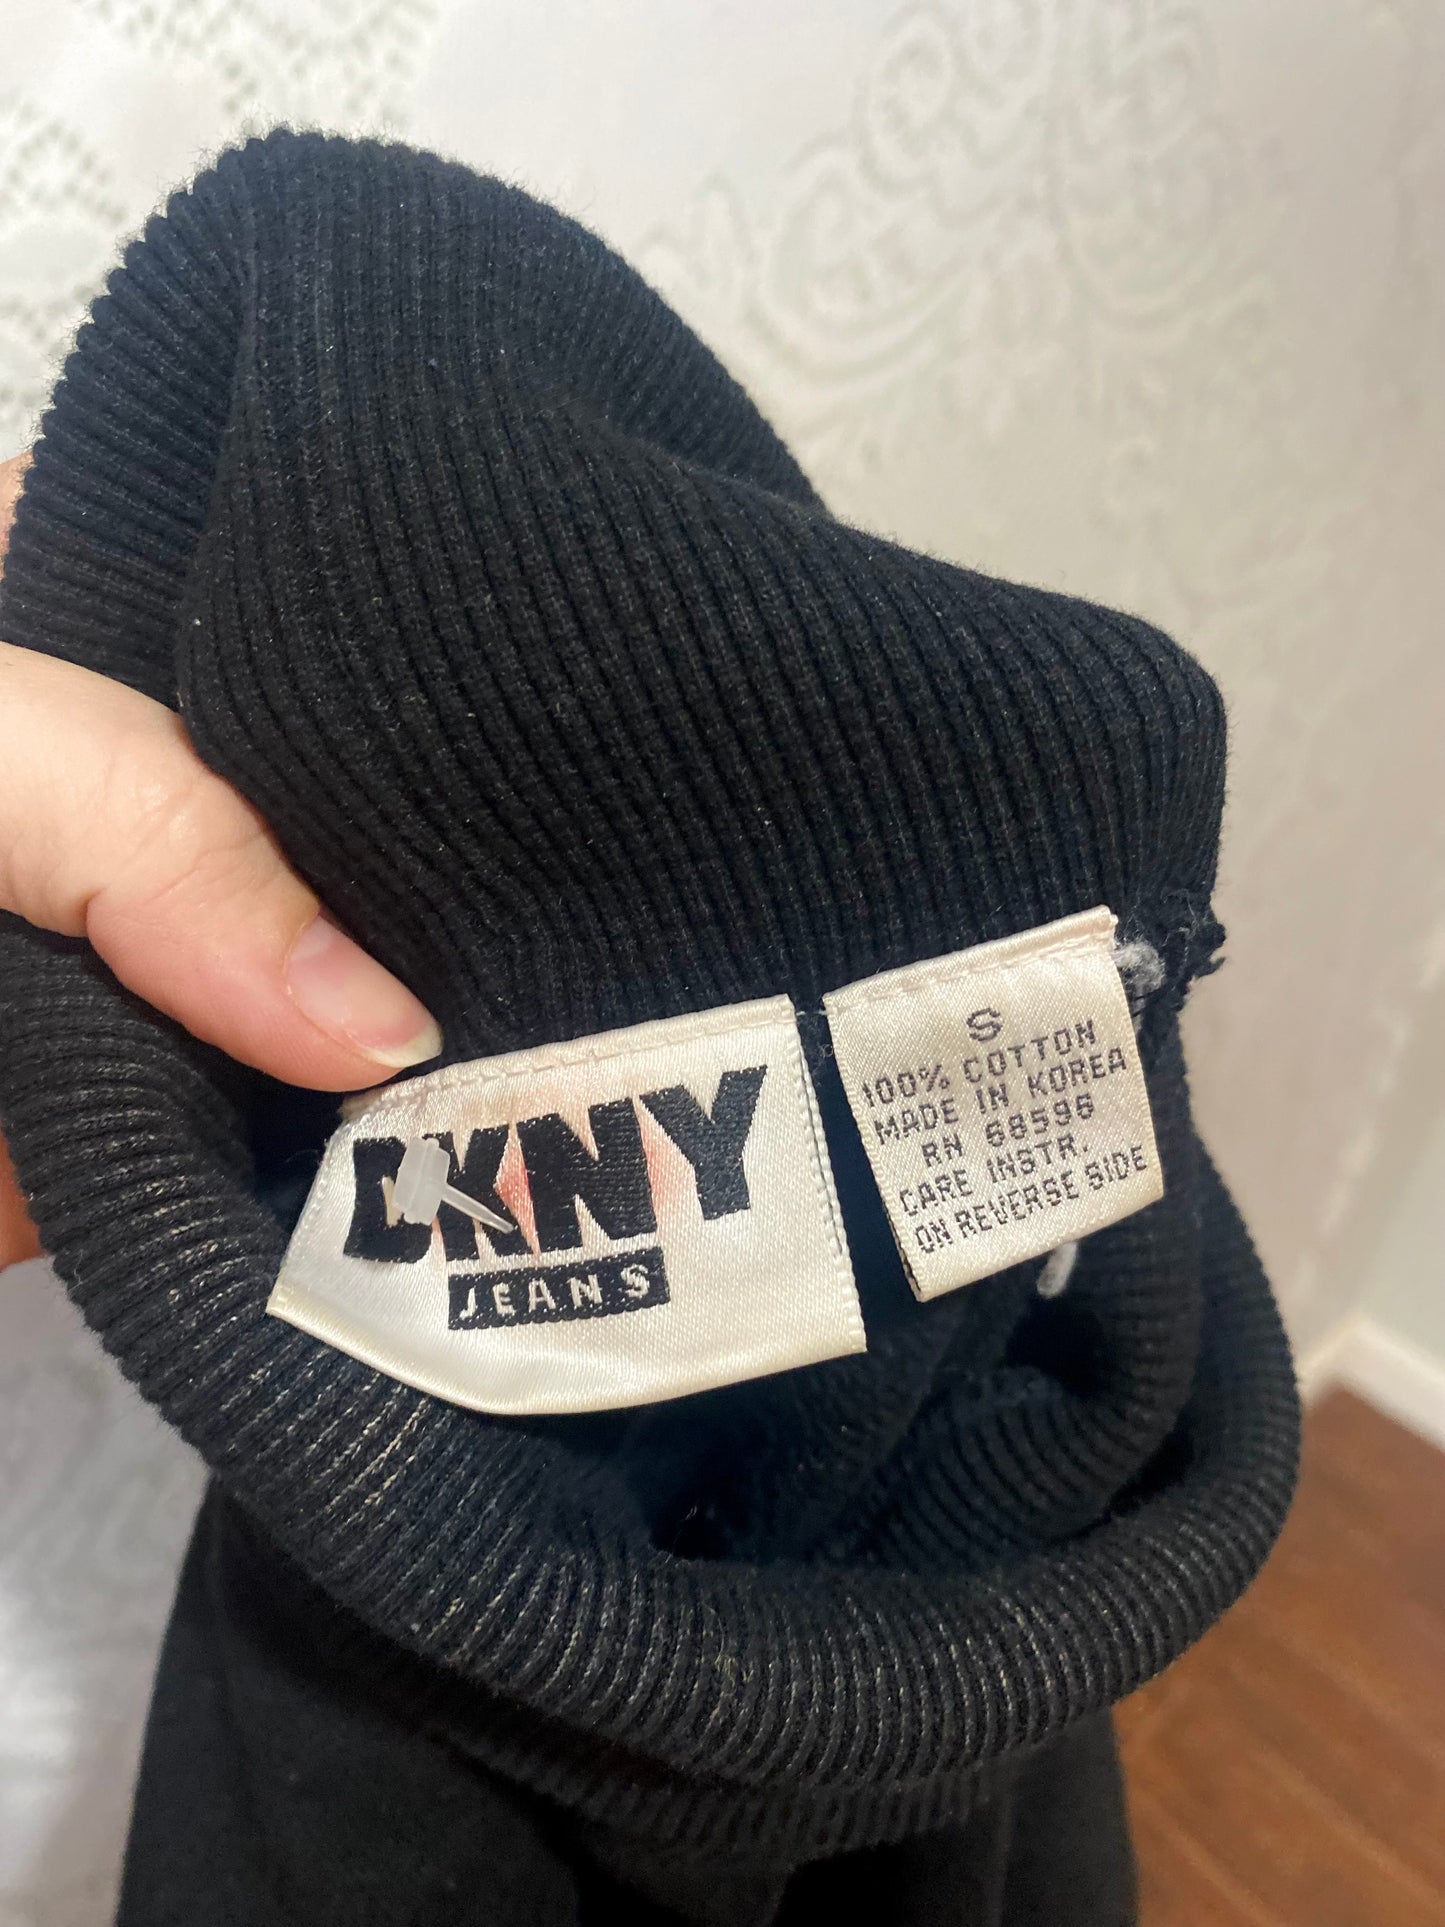 DKNY
JEANS
S
100% COTTON
MADE IN KOREA
RN 68596
CARE INSTR.
ON REVERSE SIDE